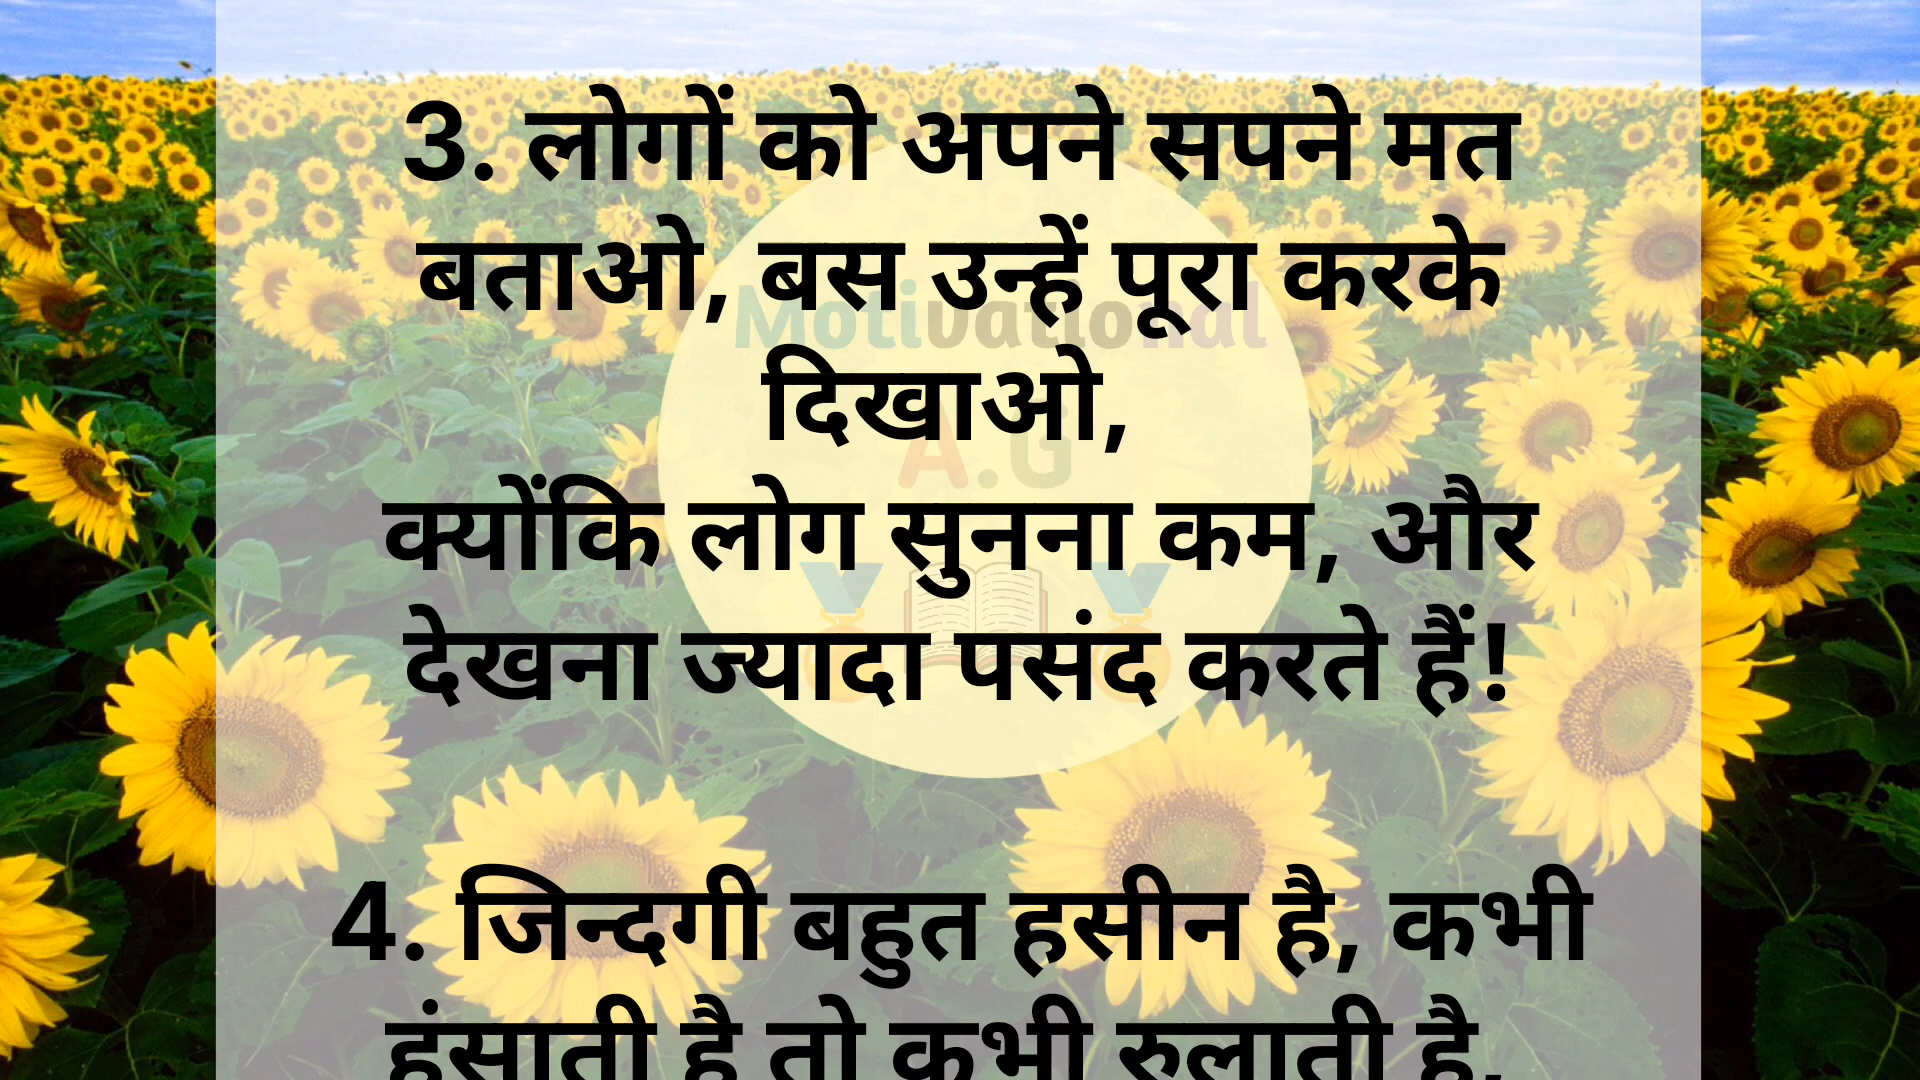 3. लोगों को अपने सपने मत
बताओ, बस उन्हें पूरा करके
दिखाओ,
क्योंकि लोग सुनना कम, और
देखना ज्यादा पसंद करते हैं!
4. जिन्दगी बहुत हसीन है, कभी
हंसाती है तो कभी रुलाती है,
Motivational
A.G